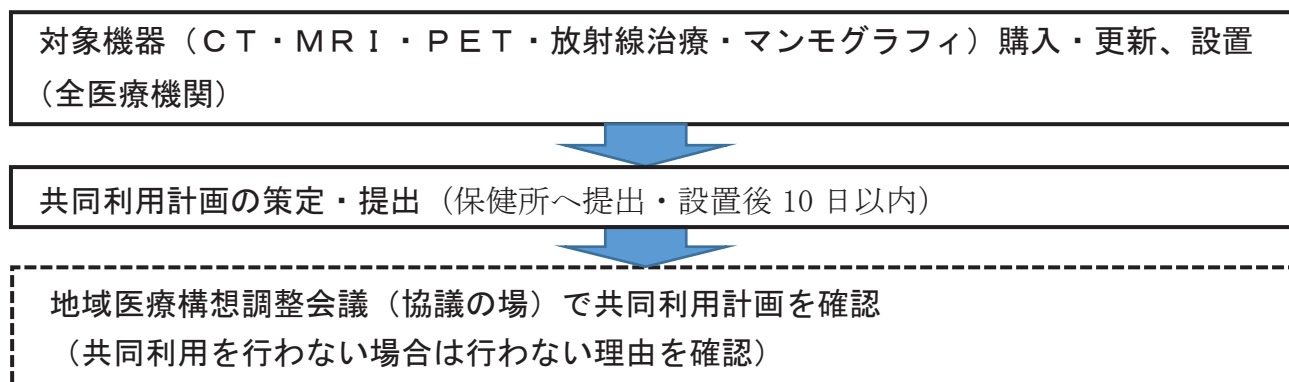 対象機器（ＣＴ・ＭＲＩ・ＰＥＴ・放射線治療・マンモグラフィ）購入・更新、設置
（全医療機関）
共同利用計画の策定・提出（保健所へ提出・設置後 10 日以内）
地域医療構想調整会議（協議の場）で共同利用計画を確認
（共同利用を行わない場合は行わない理由を確認）